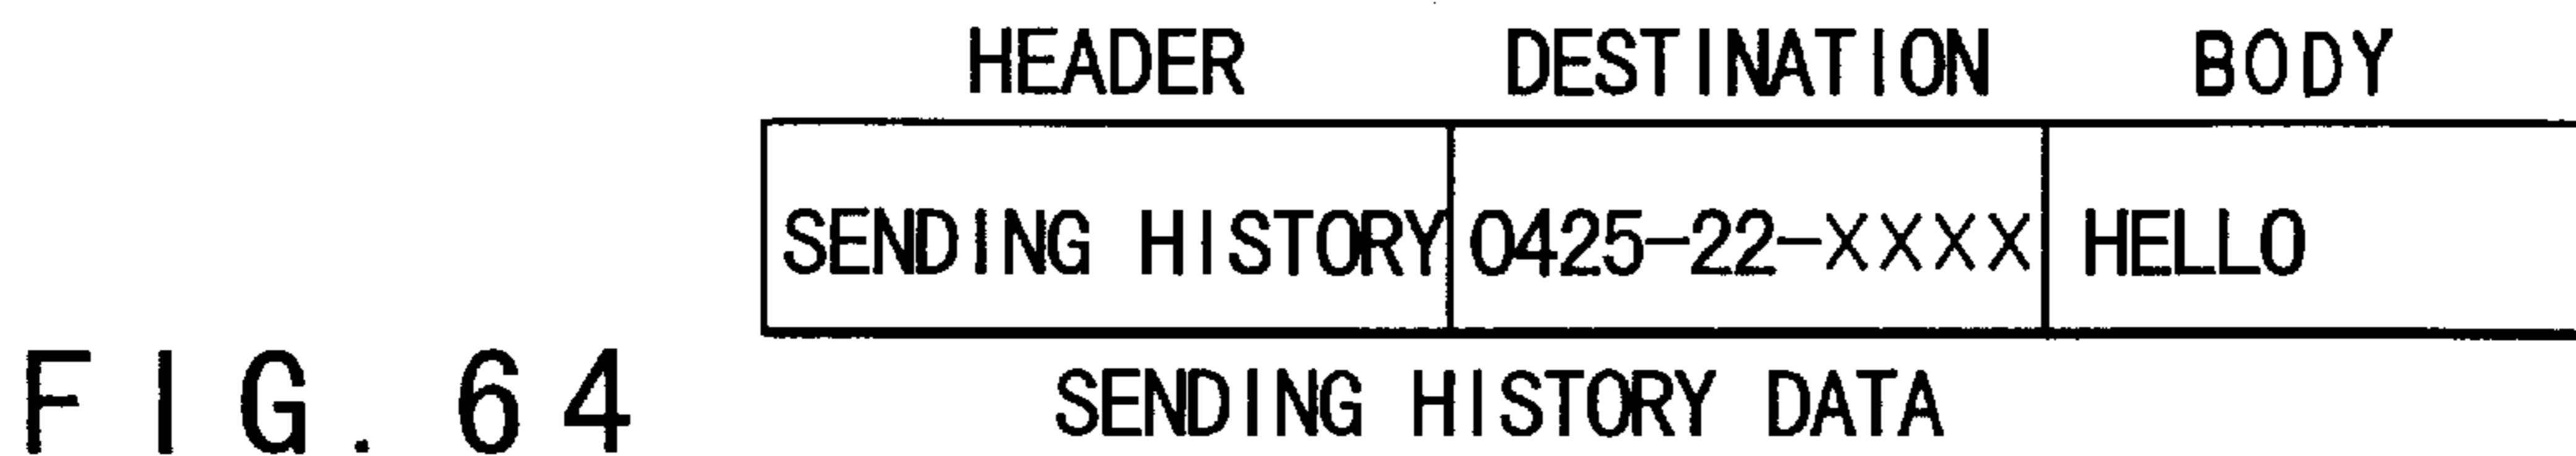 HEADER DESTINATION BODY
SENDING HISTORY 0425-22-XXXX HELLO
SENDING HISTORY DATA
FIG. 64